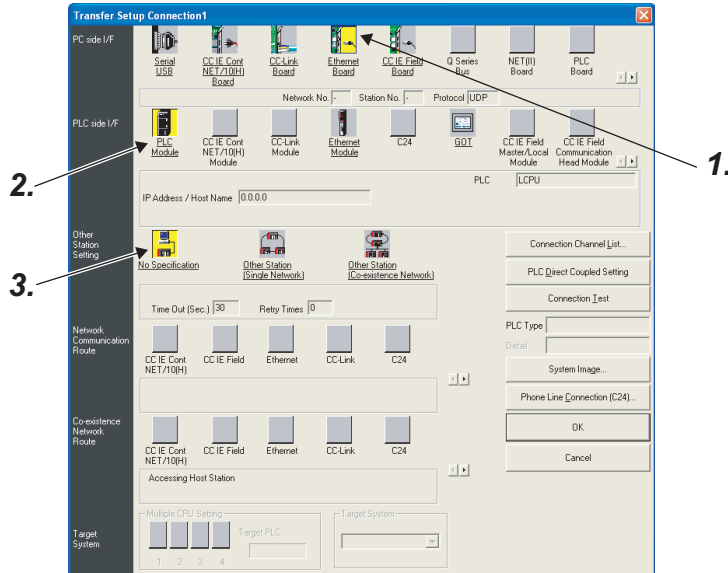 Transfer Setup Connection1
PC side I/F
Serial USB
CC IE Cont NET/10(H) Board
CC-Link Board
Ethernet Board
CC IE Field Board
Q Series Bus
NET(II) Board
PLC Board
Network No. - Station No. - Protocol UDP
1.
PLC side I/F
PLC Module
CC IE Cont NET/10(H) Module
CC-Link Module
Ethernet Module
C24
GOT
CC IE Field Master/Local Module
CC IE Field Communication Head Module
2.
PLC LCPU
IP Address / Host Name 0.0.0.0
Other Station Setting
No Specification
Other Station (Single Network)
Other Station (Co-existence Network)
3.
Time Out (Sec.) 30 Retry Times 0
Connection Channel List...
PLC Direct Coupled Setting
Connection Test
PLC Type
Detail
System Image...
Phone Line Connection (C24)...
OK
Cancel
Network Communication Route
CC IE Cont NET/10(H)
CC IE Field
Ethernet
CC-Link
C24
Co-existence Network Route
CC IE Cont NET/10(H)
CC IE Field
Ethernet
CC-Link
C24
Accessing Host Station
Target System
Multiple CPU Setting
1 2 3 4
Target PLC
Target System